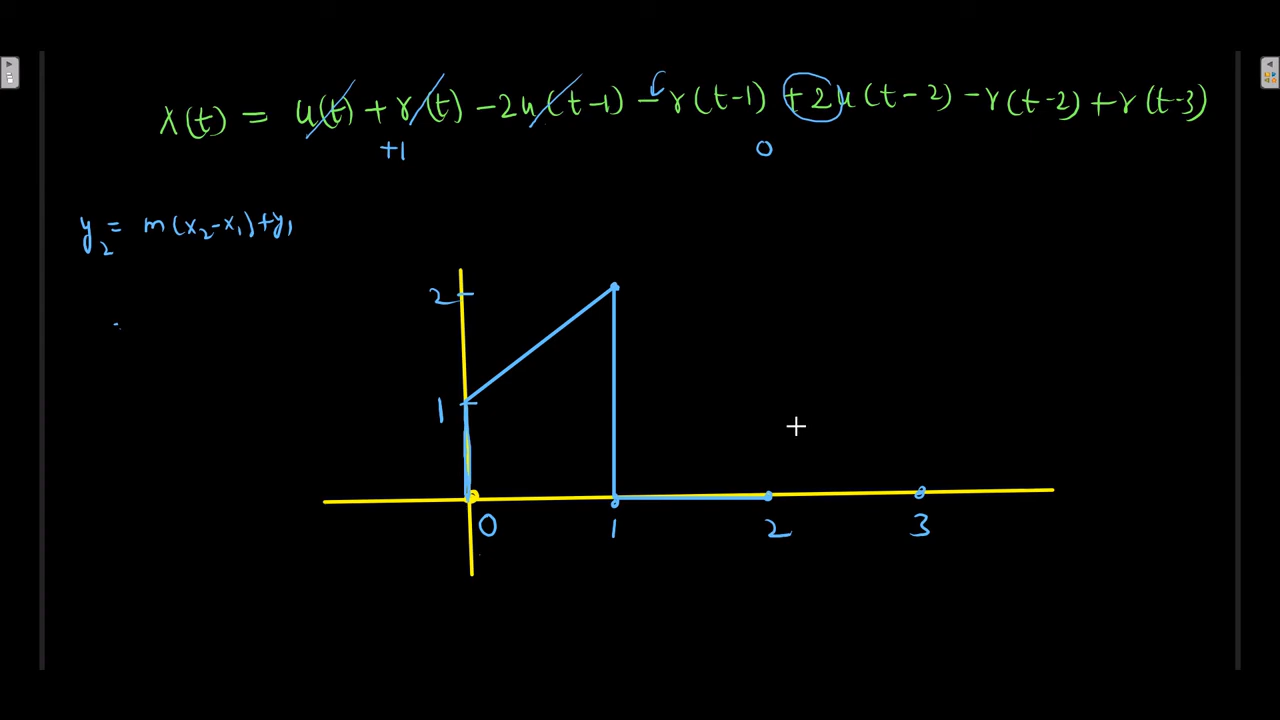 x(t) = u(t) + r(t) - 2u(t-1) - r(t-1) + 2u(t-2) - r(t-2) + r(t-3)
+1 0
y₂ = m(x₂-x₁)+y₁
2
1
0 1 2 3